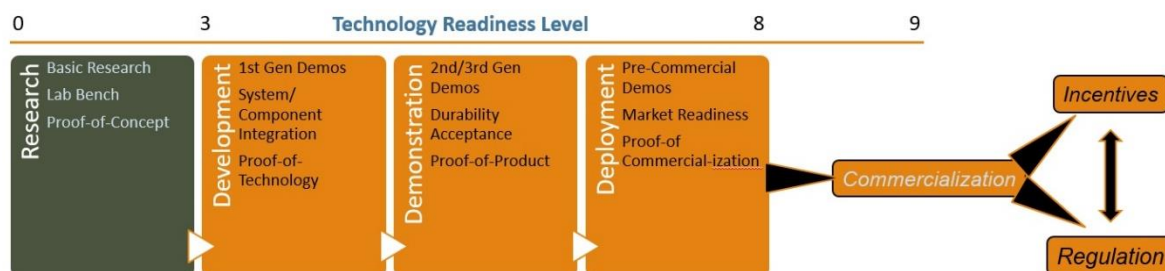 0
3
Technology Readiness Level
8
9
Research
Basic Research
Lab Bench
Proof-of-Concept
Development
1st Gen Demos
System/
Component
Integration
Proof-of-
Technology
Demonstration
2nd/3rd Gen
Demos
Durability
Acceptance
Proof-of-Product
Deployment
Pre-Commercial
Demos
Market Readiness
Proof-of
Commercial-ization
Commercialization
Incentives
Regulation